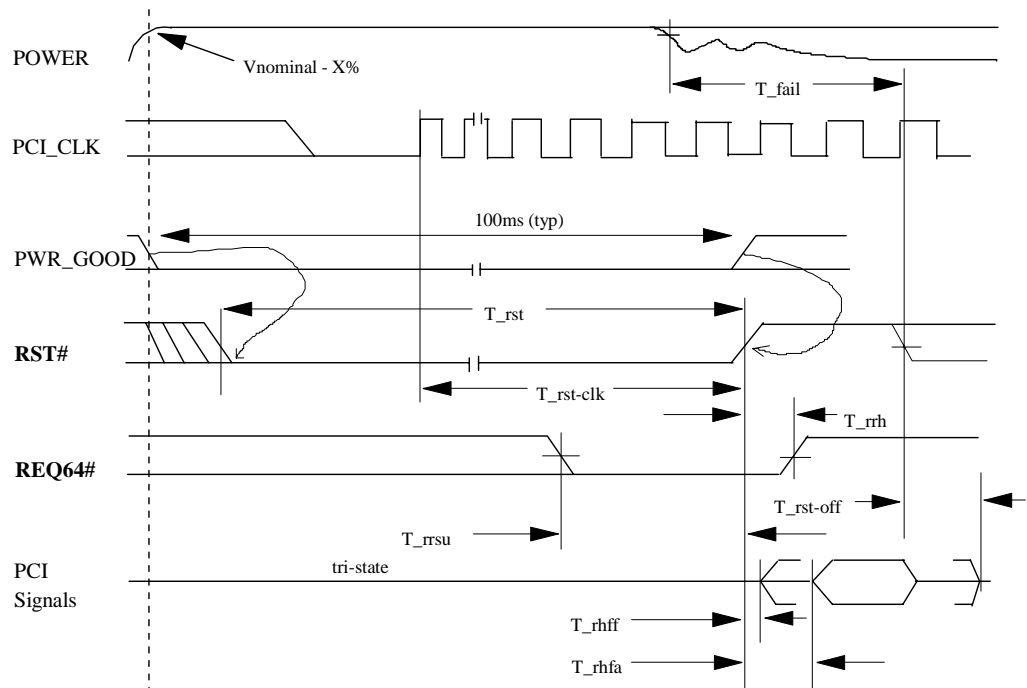 POWER
Vnominal - X%
T_fail
PCI_CLK
100ms (typ)
PWR_GOOD
T_rst
RST#
T_rst-clk
T_rrh
REQ64#
T_rst-off
T_rrsu
PCI
Signals
tri-state
T_rhff
T_rhfa